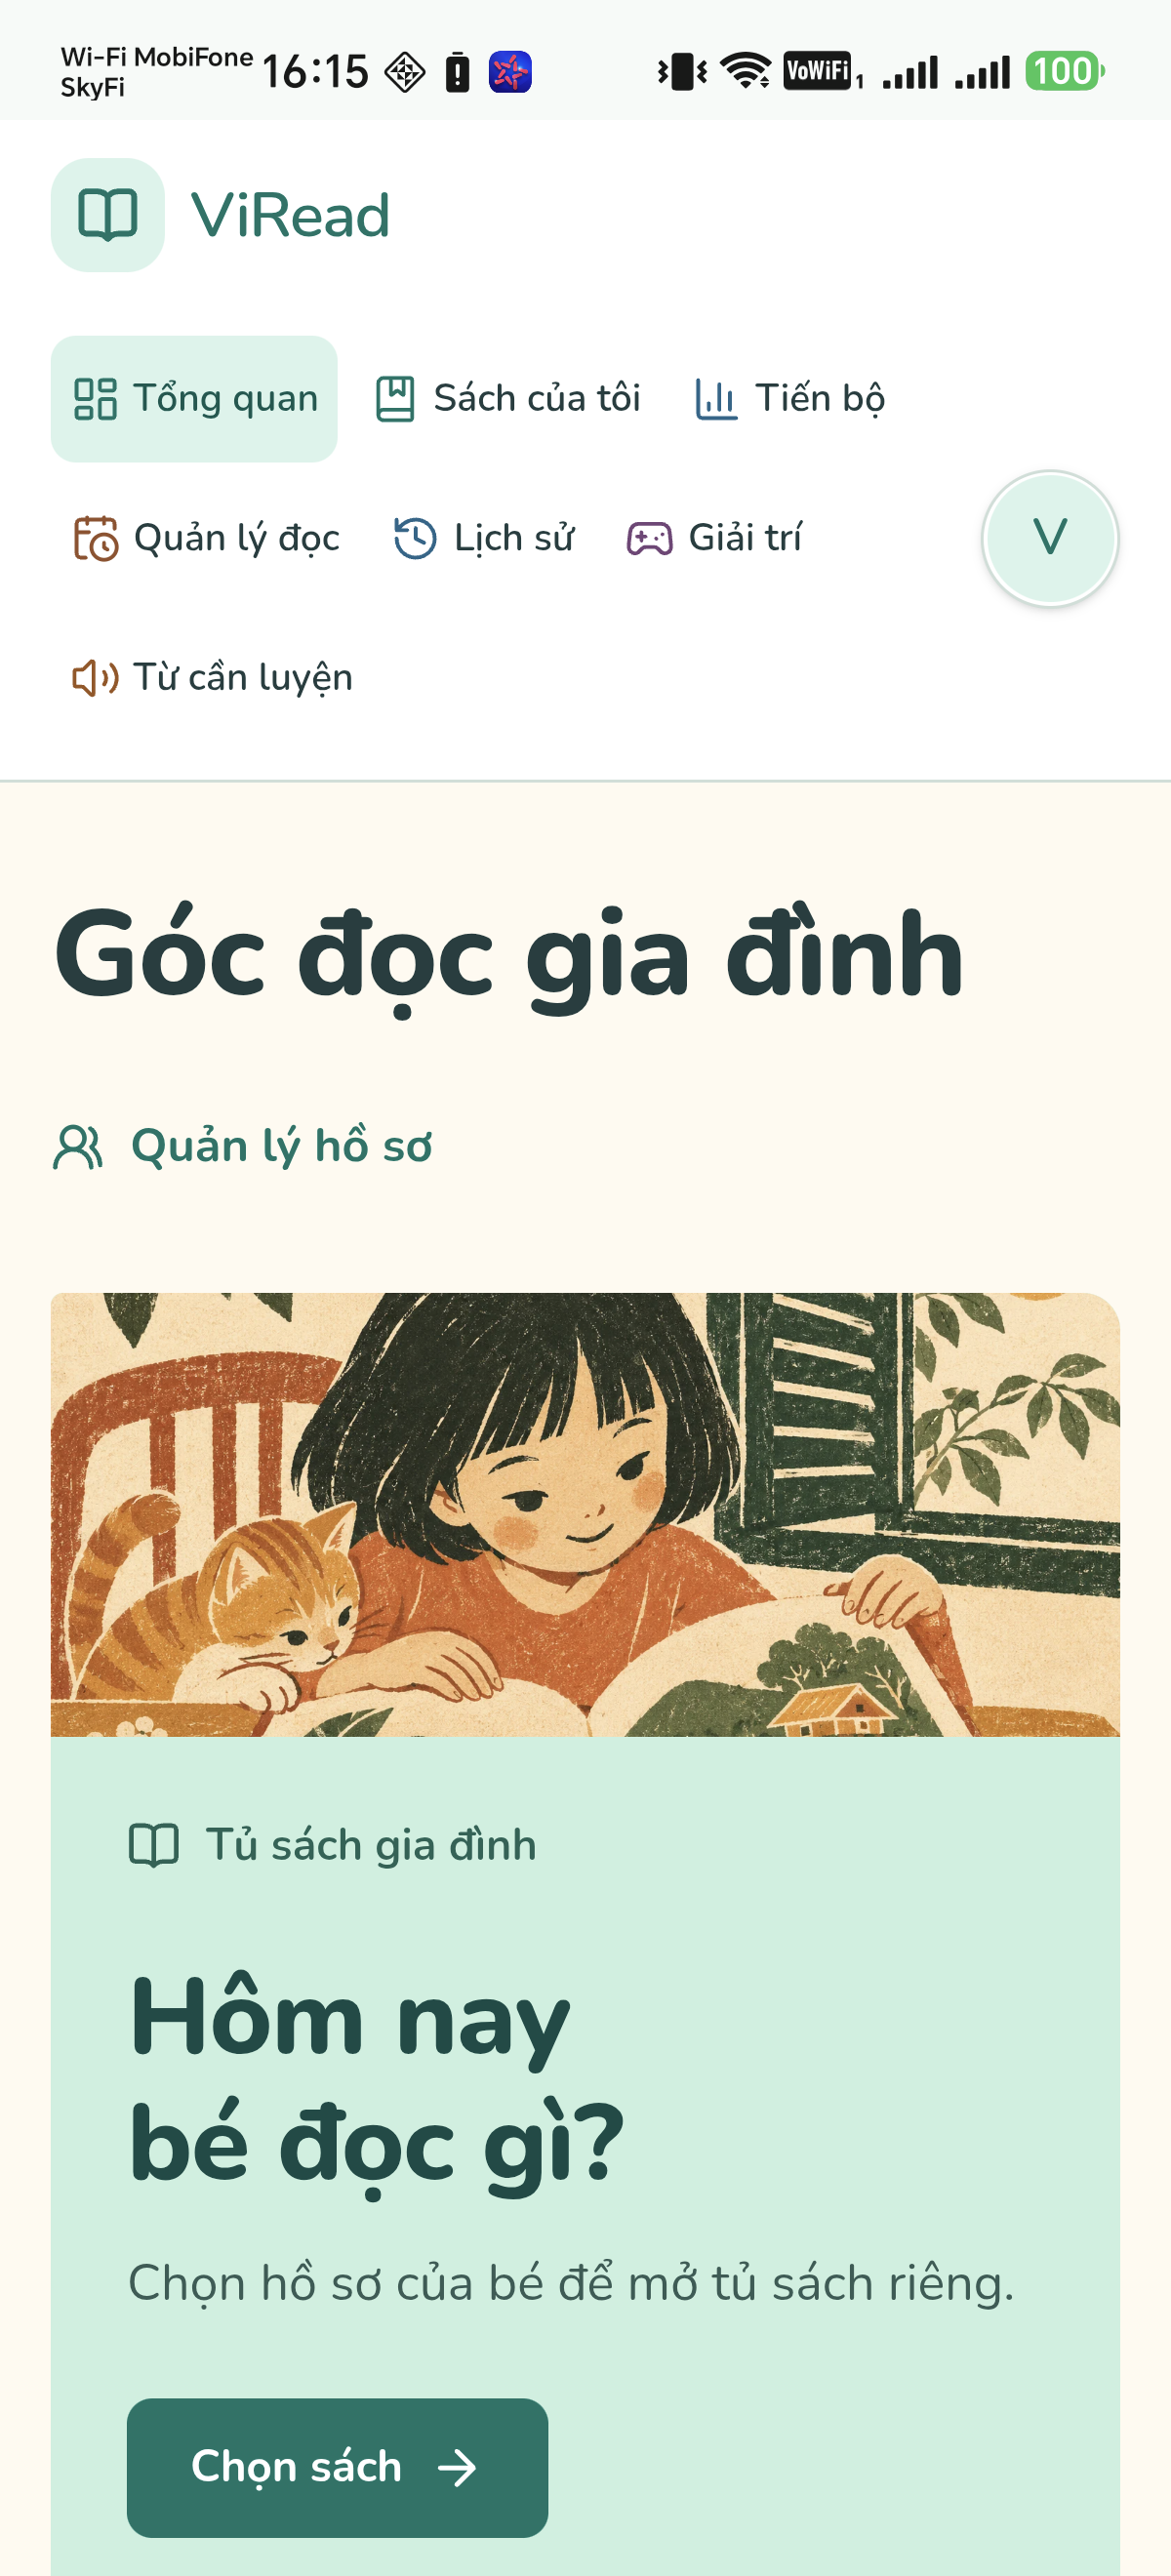 Wi-Fi MobiFone
SkyFi
16:15
VoWiFi 1
100
ViRead
Tổng quan
Sách của tôi
Tiến bộ
Quản lý đọc
Lịch sử
Giải trí
V
Từ cần luyện
Góc đọc gia đình
Quản lý hồ sơ
Tủ sách gia đình
Hôm nay
bé đọc gì?
Chọn hồ sơ của bé để mở tủ sách riêng.
Chọn sách